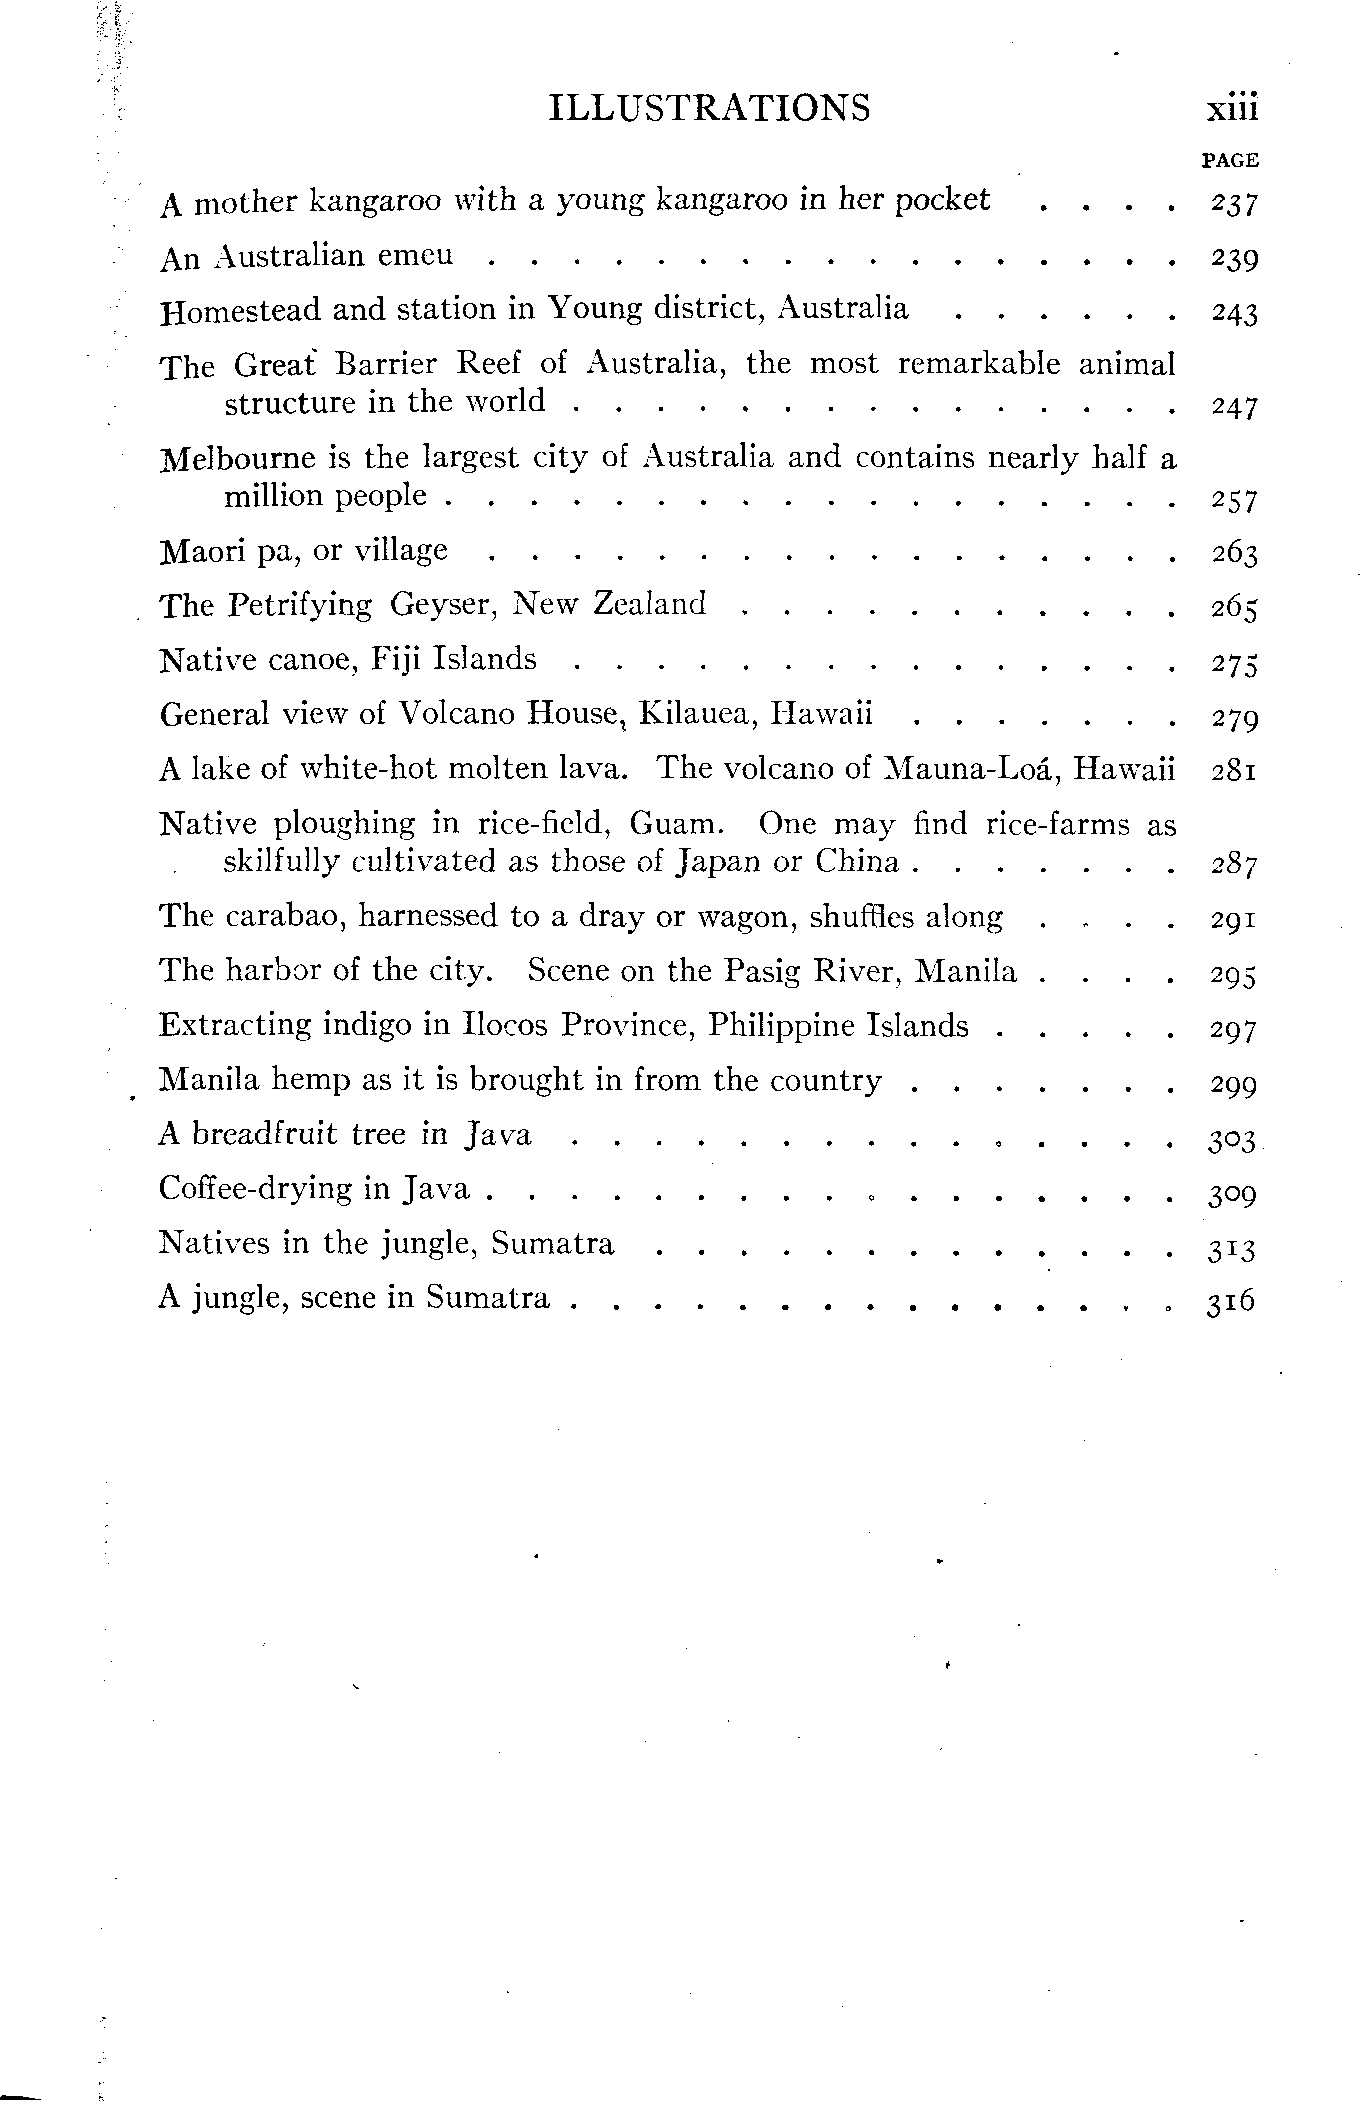 ILLUSTRATIONS xiii
PAGE
A mother kangaroo with a young kangaroo in her pocket . . . . 237
An Australian emeu . . . . . . . . . . . . . . . . . 239
Homestead and station in Young district, Australia . . . . . . 243
The Great Barrier Reef of Australia, the most remarkable animal
structure in the world . . . . . . . . . . . . . . . 247
Melbourne is the largest city of Australia and contains nearly half a
million people . . . . . . . . . . . . . . . . . . 257
Maori pa, or village . . . . . . . . . . . . . . . . . 263
The Petrifying Geyser, New Zealand . . . . . . . . . . . 265
Native canoe, Fiji Islands . . . . . . . . . . . . . . . 275
General view of Volcano House, Kilauea, Hawaii . . . . . . . 279
A lake of white-hot molten lava. The volcano of Mauna-Loá, Hawaii 281
Native ploughing in rice-field, Guam. One may find rice-farms as
skilfully cultivated as those of Japan or China . . . . . . . 287
The carabao, harnessed to a dray or wagon, shuffles along . . . . 291
The harbor of the city. Scene on the Pasig River, Manila . . . . 295
Extracting indigo in Ilocos Province, Philippine Islands . . . . . 297
Manila hemp as it is brought in from the country . . . . . . . 299
A breadfruit tree in Java . . . . . . . . . . . . . . . 303
Coffee-drying in Java . . . . . . . . . . . . . . . . . 309
Natives in the jungle, Sumatra . . . . . . . . . . . . . 313
A jungle, scene in Sumatra . . . . . . . . . . . . . . . 316